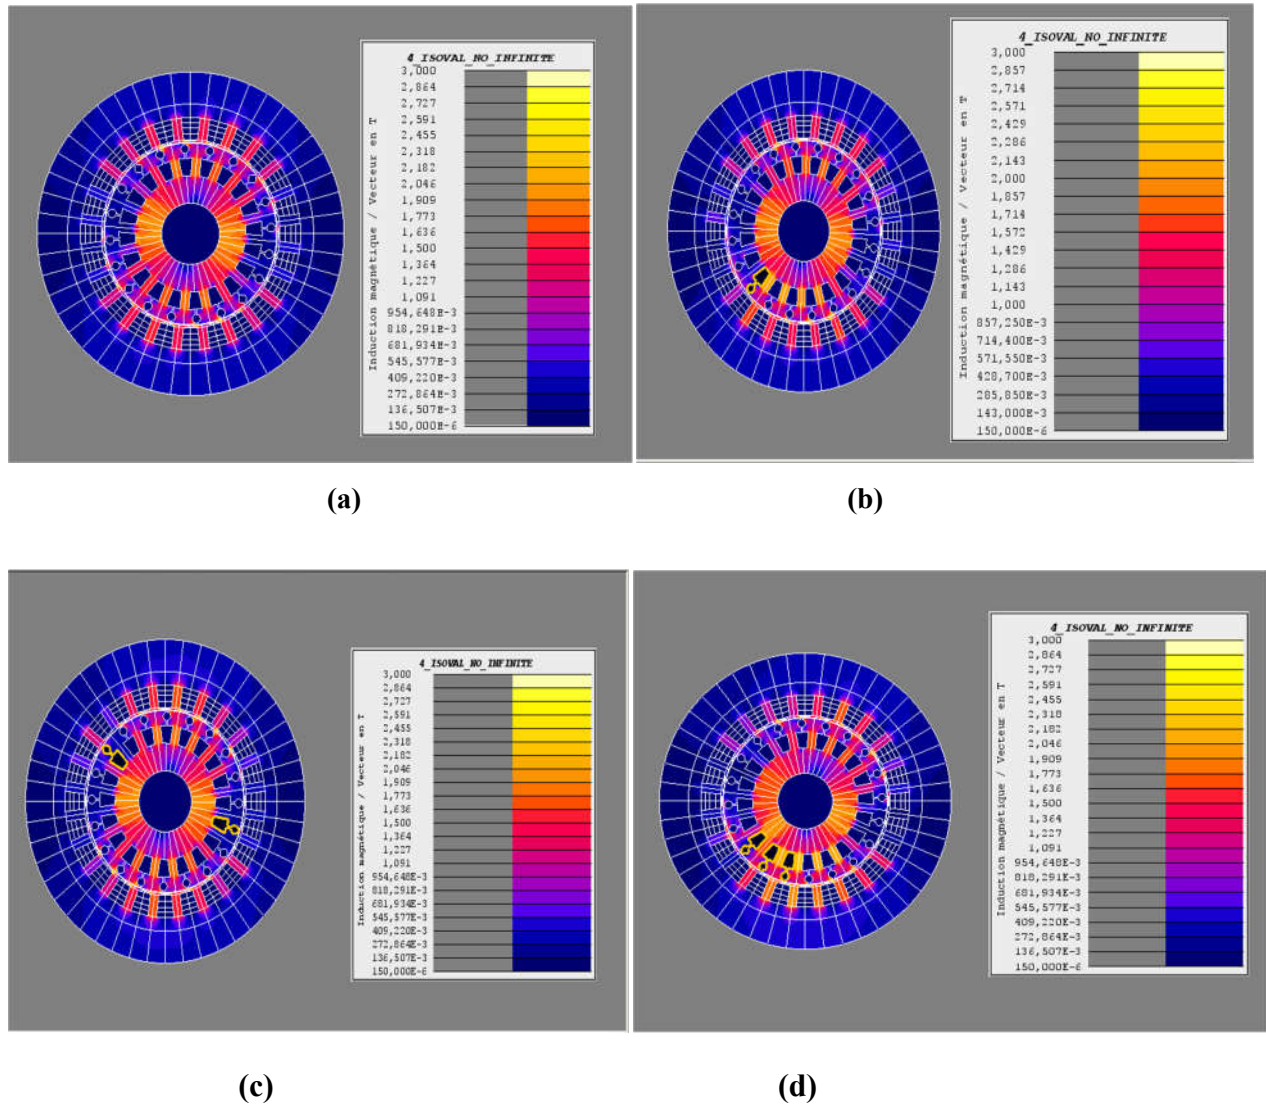 4_ISOVAL_NO_INFINITE
Induction magnétique / Vecteur en T
3,000
2,864
2,727
2,591
2,455
2,318
2,182
2,046
1,909
1,773
1,636
1,500
1,364
1,227
1,091
954,648E-3
818,291E-3
681,934E-3
545,577E-3
409,220E-3
272,864E-3
136,507E-3
150,000E-6
(a)
4_ISOVAL_NO_INFINITE
Induction magnétique / Vecteur en T
3,000
2,857
2,714
2,571
2,429
2,286
2,143
2,000
1,857
1,714
1,572
1,429
1,286
1,143
1,000
857,250E-3
714,400E-3
571,550E-3
428,700E-3
285,850E-3
143,000E-3
150,000E-6
(b)
4_ISOVAL_NO_INFINITE
Induction magnétique / Vecteur en T
3,000
2,864
2,727
2,591
2,455
2,318
2,182
2,046
1,909
1,773
1,636
1,500
1,364
1,227
1,091
954,648E-3
818,291E-3
681,934E-3
545,577E-3
409,220E-3
272,864E-3
136,507E-3
150,000E-6
(c)
4_ISOVAL_NO_INFINITE
Induction magnétique / Vecteur en T
3,000
2,864
2,727
2,591
2,455
2,318
2,182
2,046
1,909
1,773
1,636
1,500
1,364
1,227
1,091
954,648E-3
818,291E-3
681,934E-3
545,577E-3
409,220E-3
272,864E-3
136,507E-3
150,000E-6
(d)